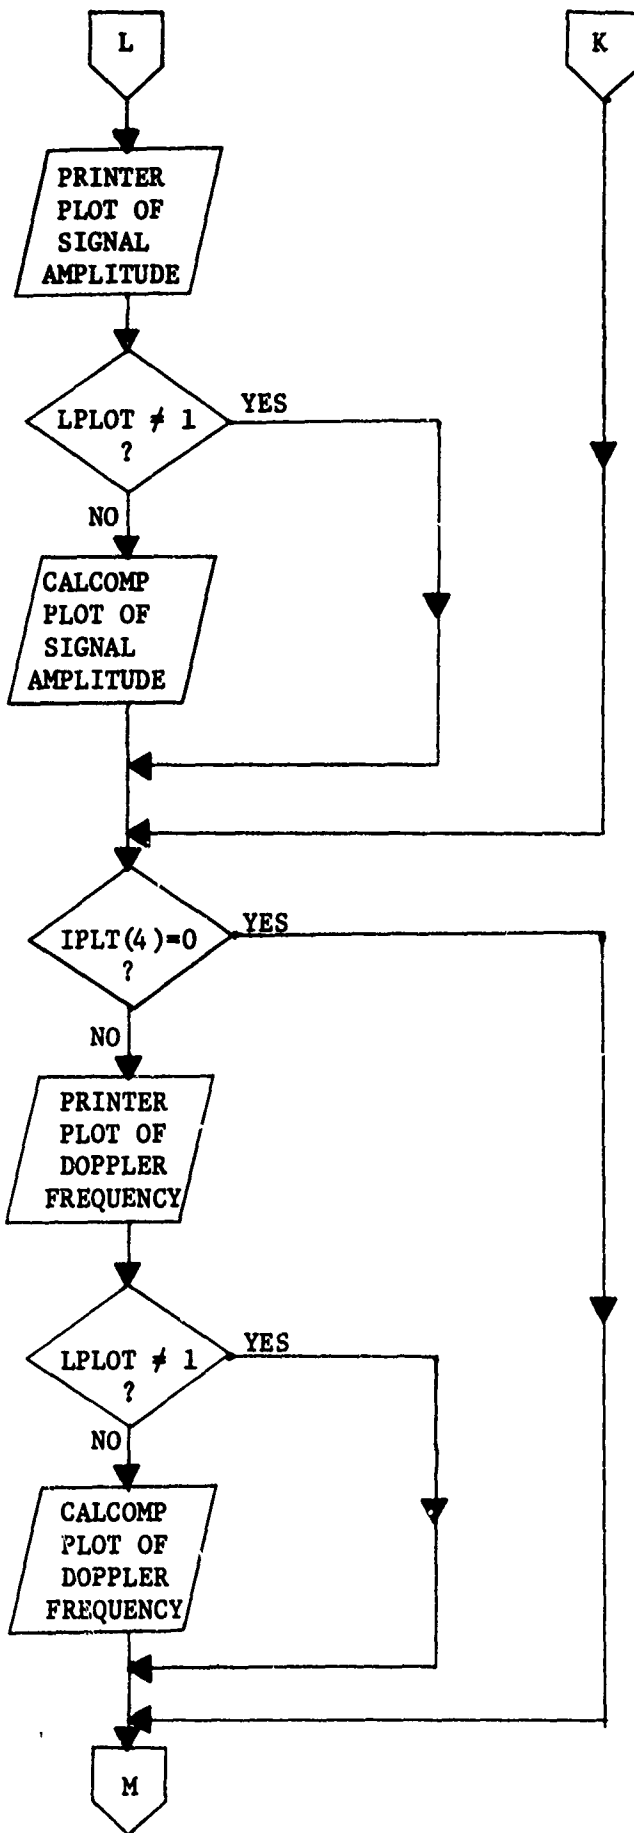 L
K
PRINTER
PLOT OF
SIGNAL
AMPLITUDE
LPLOT ≠ 1
?
YES
NO
CALCOMP
PLOT OF
SIGNAL
AMPLITUDE
IPLT(4)=0
?
YES
NO
PRINTER
PLOT OF
DOPPLER
FREQUENCY
LPLOT ≠ 1
?
YES
NO
CALCOMP
PLOT OF
DOPPLER
FREQUENCY
M